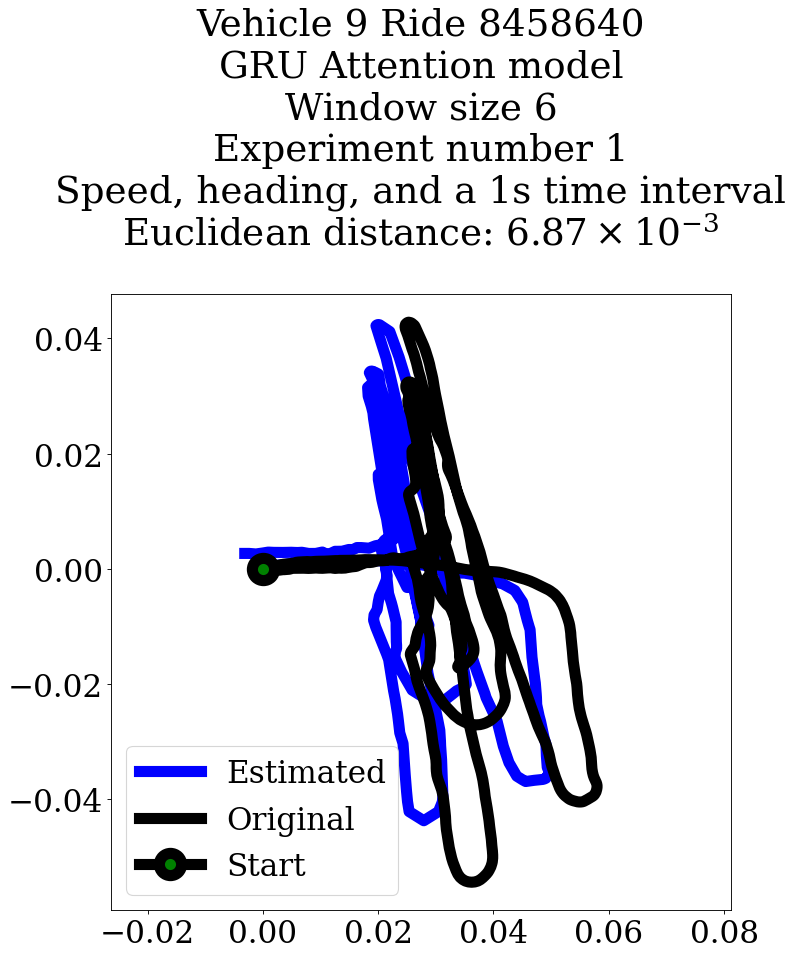 Vehicle 9 Ride 8458640
GRU Attention model
Window size 6
Experiment number 1
Speed, heading, and a 1s time interval
Euclidean distance: 6.87 × 10⁻³
0.04
0.02
0.00
−0.02
−0.04
Estimated
Original
Start
−0.02 0.00 0.02 0.04 0.06 0.08